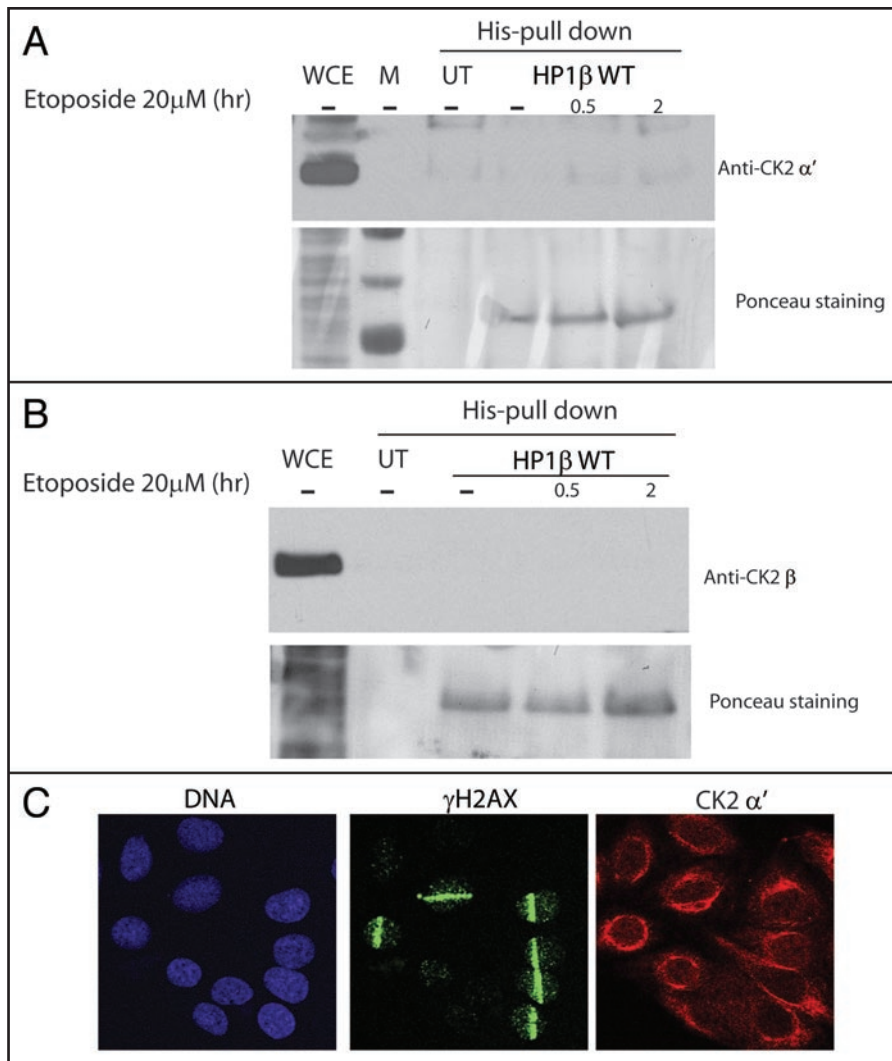 A
His-pull down
WCE M UT HP1β WT
Etoposide 20μM (hr) – – – – 0.5 2
Anti-CK2 α′
Ponceau staining
B
His-pull down
WCE UT HP1β WT
Etoposide 20μM (hr) – – – 0.5 2
Anti-CK2 β
Ponceau staining
C
DNA γH2AX CK2 α′